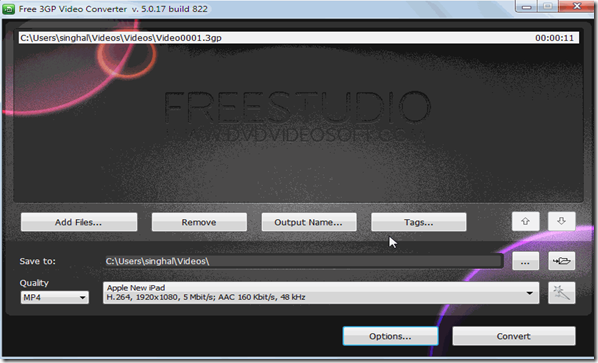 Free 3GP Video Converter v. 5.0.17 build 822
C:\Users\singhal\Videos\Videos\Video0001.3gp 00:00:11
FREESTUDIO
WWW.DVDVIDEOSOFT.COM
Add Files... Remove Output Name... Tags...
Save to: C:\Users\singhal\Videos\ ...
Quality
MP4
Apple New iPad
H.264, 1920x1080, 5 Mbit/s; AAC 160 Kbit/s, 48 kHz
Options... Convert